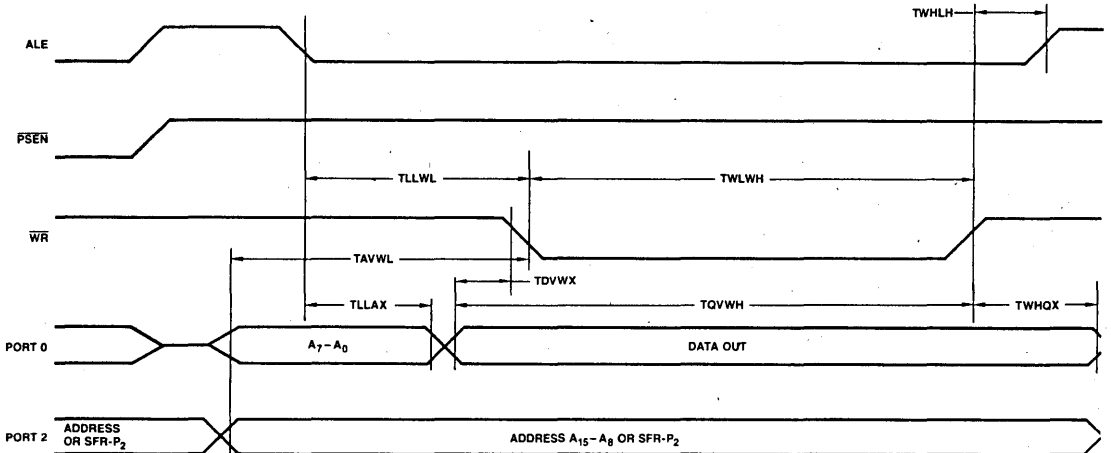 TWHLH
ALE
PSEN
TLLWL
TWLWH
WR
TAVWL
TDVWX
TLLAX
TQVWH
TWHQX
PORT 0
A7-A0
DATA OUT
PORT 2
ADDRESS
OR SFR-P2
ADDRESS A15-A8 OR SFR-P2